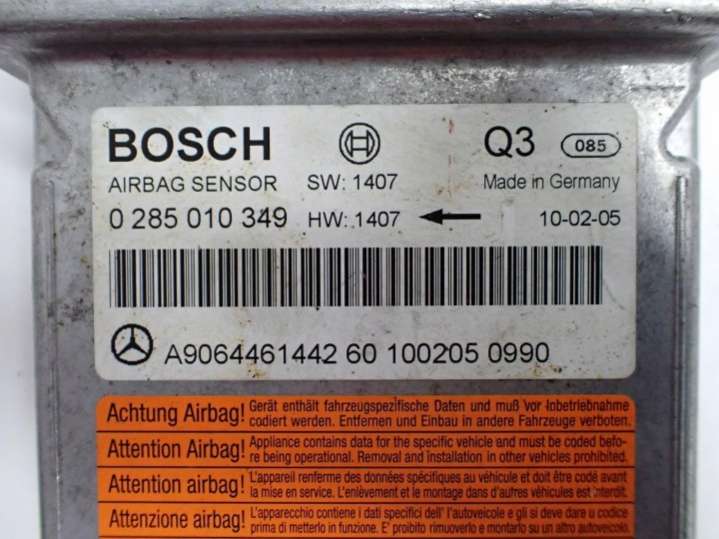 BOSCH Q3 085
AIRBAG SENSOR SW: 1407 Made in Germany
0 285 010 349 HW: 1407 10-02-05
A9064461442 60 1002050990
Achtung Airbag! Gerät enthält fahrzeugspezifische Daten und muß vor Inbetriebnahme
codiert werden. Entfernen und Einbau in andere Fahrzeuge verboten.
Attention Airbag! Appliance contains data for the specific vehicle and must be coded befo-
re being operational. Removal and installation in other vehicles prohibited.
Attention airbag! L'appareil renferme des données spécifiques au véhicule et doit être codé avant
la mise en service. L'enlèvement et le montage dans d'autres véhicules est interdit.
Attenzione airbag! L'apparecchio contiene i dati specifici dell' l'autoveicolo e gli si deve dare u codice
prima di metterlo in funzione. E' proibito rimuoverlo e montarlo su un altro autoveicolo.